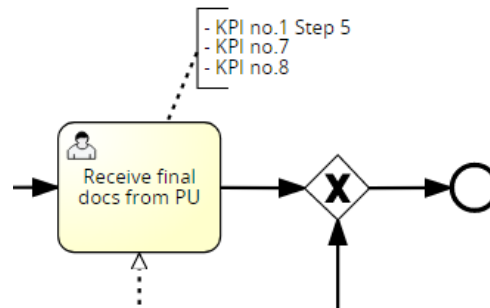 - KPI no.1 Step 5
- KPI no.7
- KPI no.8
Receive final
docs from PU
X